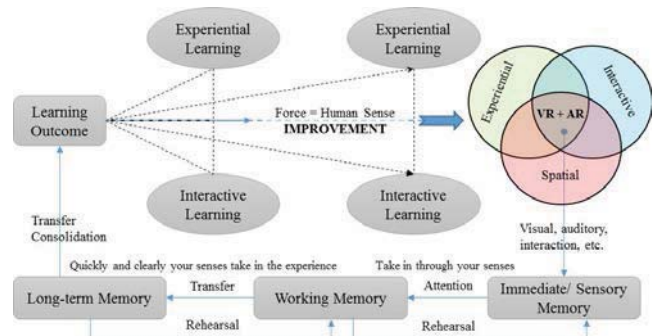 Experiential
Learning
Experiential
Learning
Experiential
Interactive
VR + AR
Spatial
Learning
Outcome
Force = Human Sense
IMPROVEMENT
Interactive
Learning
Interactive
Learning
Transfer
Consolidation
Visual, auditory,
interaction, etc.
Quickly and clearly your senses take in the experience
Take in through your senses
Long-term Memory
Transfer
Working Memory
Attention
Immediate/ Sensory
Memory
Rehearsal
Rehearsal